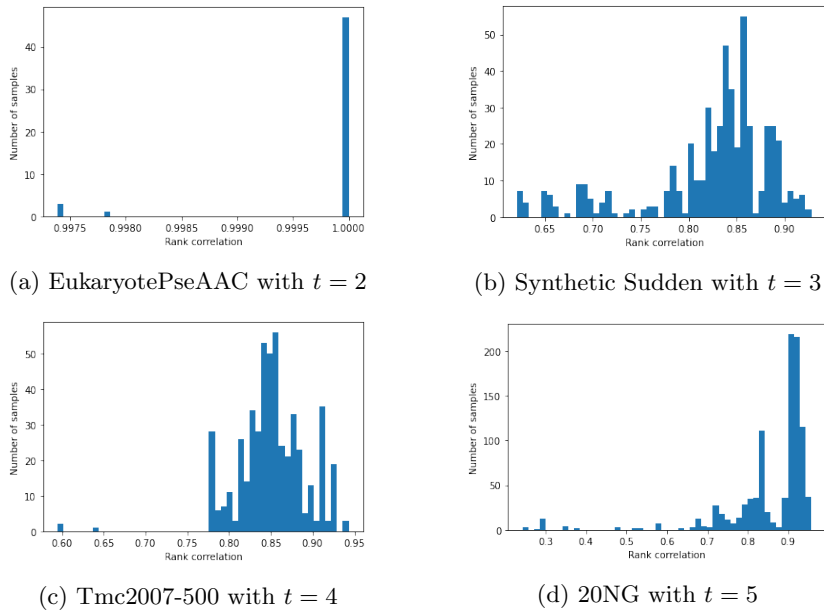 40
30
20
10
0
Number of samples
0.9975 0.9980 0.9985 0.9990 0.9995 1.0000
Rank correlation
(a) EukaryotePseAAC with t = 2
50
40
30
20
10
0
Number of samples
0.65 0.70 0.75 0.80 0.85 0.90
Rank correlation
(b) Synthetic Sudden with t = 3
50
40
30
20
10
0
Number of samples
0.60 0.65 0.70 0.75 0.80 0.85 0.90 0.95
Rank correlation
(c) Tmc2007-500 with t = 4
200
150
100
50
0
Number of samples
0.3 0.4 0.5 0.6 0.7 0.8 0.9
Rank correlation
(d) 20NG with t = 5